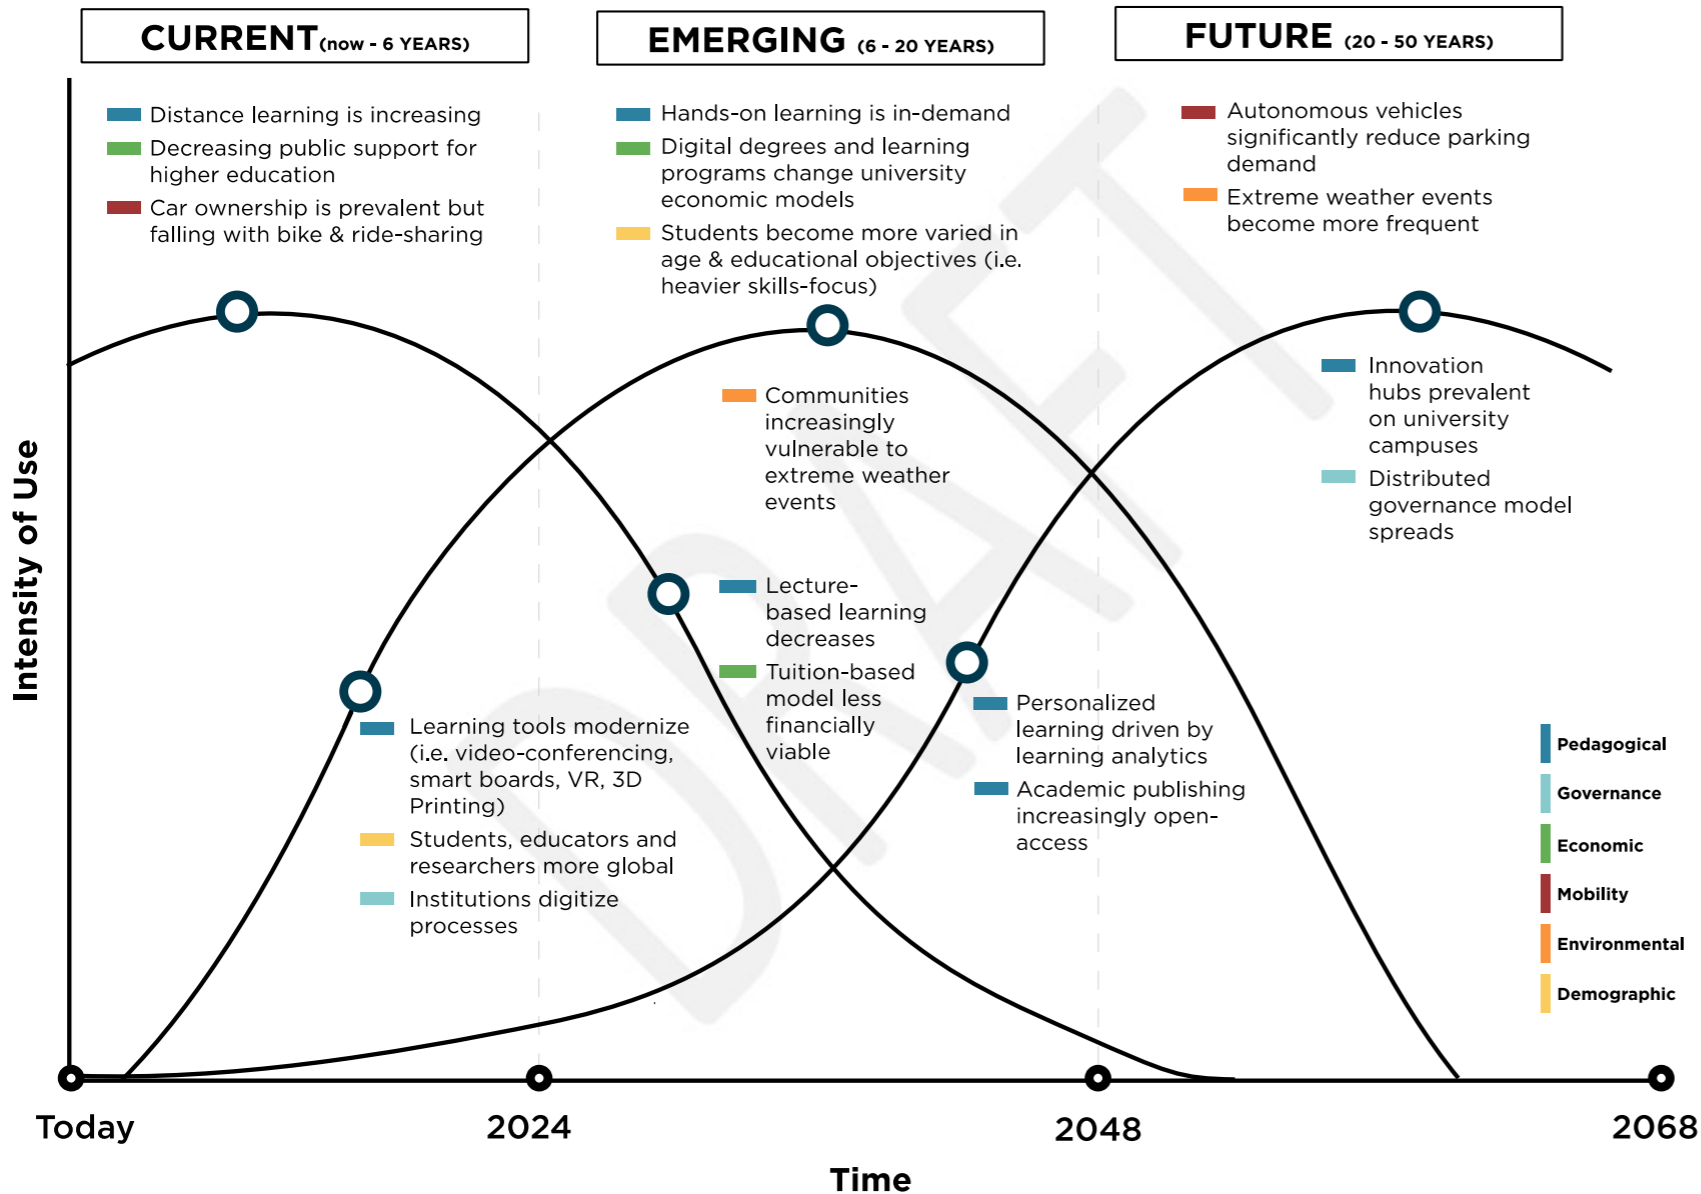 CURRENT(now - 6 YEARS)
EMERGING (6 - 20 YEARS)
FUTURE (20 - 50 YEARS)
Distance learning is increasing
Decreasing public support for
higher education
Car ownership is prevalent but
falling with bike & ride-sharing
Hands-on learning is in-demand
Digital degrees and learning
programs change university
economic models
Students become more varied in
age & educational objectives (i.e.
heavier skills-focus)
Autonomous vehicles
significantly reduce parking
demand
Extreme weather events
become more frequent
Communities
increasingly
vulnerable to
extreme weather
events
Innovation
hubs prevalent
on university
campuses
Distributed
governance model
spreads
Lecture-
based learning
decreases
Tuition-based
model less
financially
viable
Learning tools modernize
(i.e. video-conferencing,
smart boards, VR, 3D
Printing)
Students, educators and
researchers more global
Institutions digitize
processes
Personalized
learning driven by
learning analytics
Academic publishing
increasingly open-
access
Pedagogical
Governance
Economic
Mobility
Environmental
Demographic
DRAFT
Intensity of Use
Today
2024
2048
2068
Time